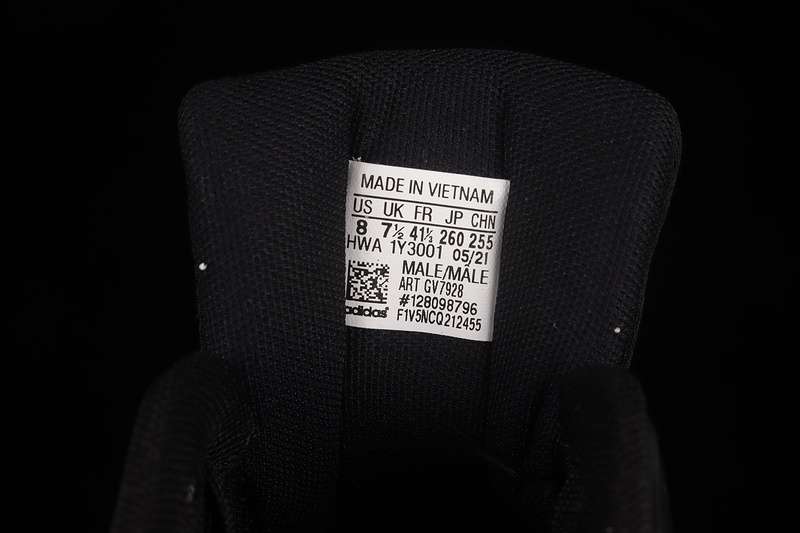 MADE IN VIETNAM
US UK FR JP CHN
8 7½ 41⅓ 260 255
HWA 1Y3001 05/21
MALE/MALE
ART GV7928
#128098796
F1V5NCQ212455
adidas